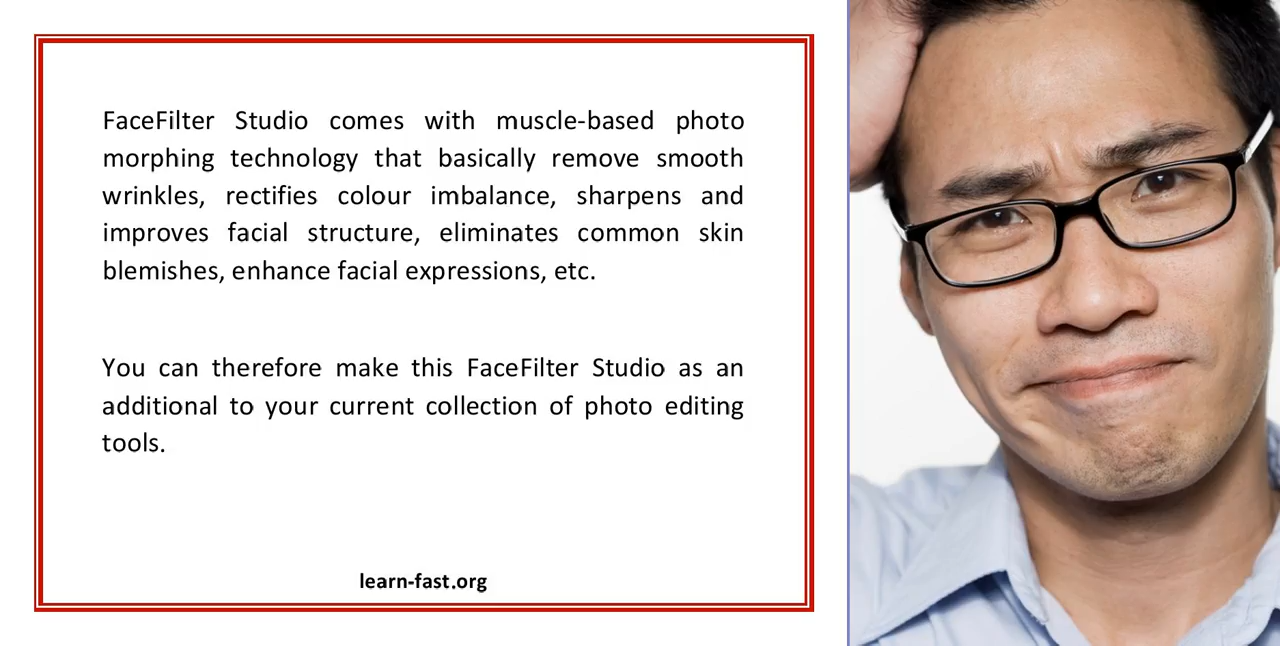 FaceFilter Studio comes with muscle-based photo
morphing technology that basically remove smooth
wrinkles, rectifies colour imbalance, sharpens and
improves facial structure, eliminates common skin
blemishes, enhance facial expressions, etc.
You can therefore make this FaceFilter Studio as an
additional to your current collection of photo editing
tools.
learn-fast.org